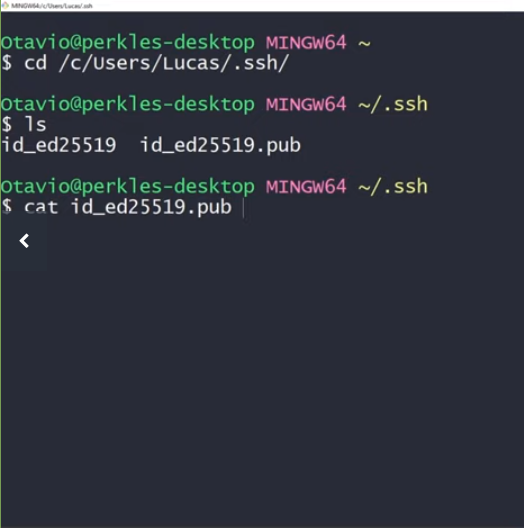 MINGW64:/c/Users/Lucas/.ssh
Otavio@perkles-desktop MINGW64 ~
$ cd /c/Users/Lucas/.ssh/
Otavio@perkles-desktop MINGW64 ~/.ssh
$ ls
id_ed25519  id_ed25519.pub
Otavio@perkles-desktop MINGW64 ~/.ssh
$ cat id_ed25519.pub